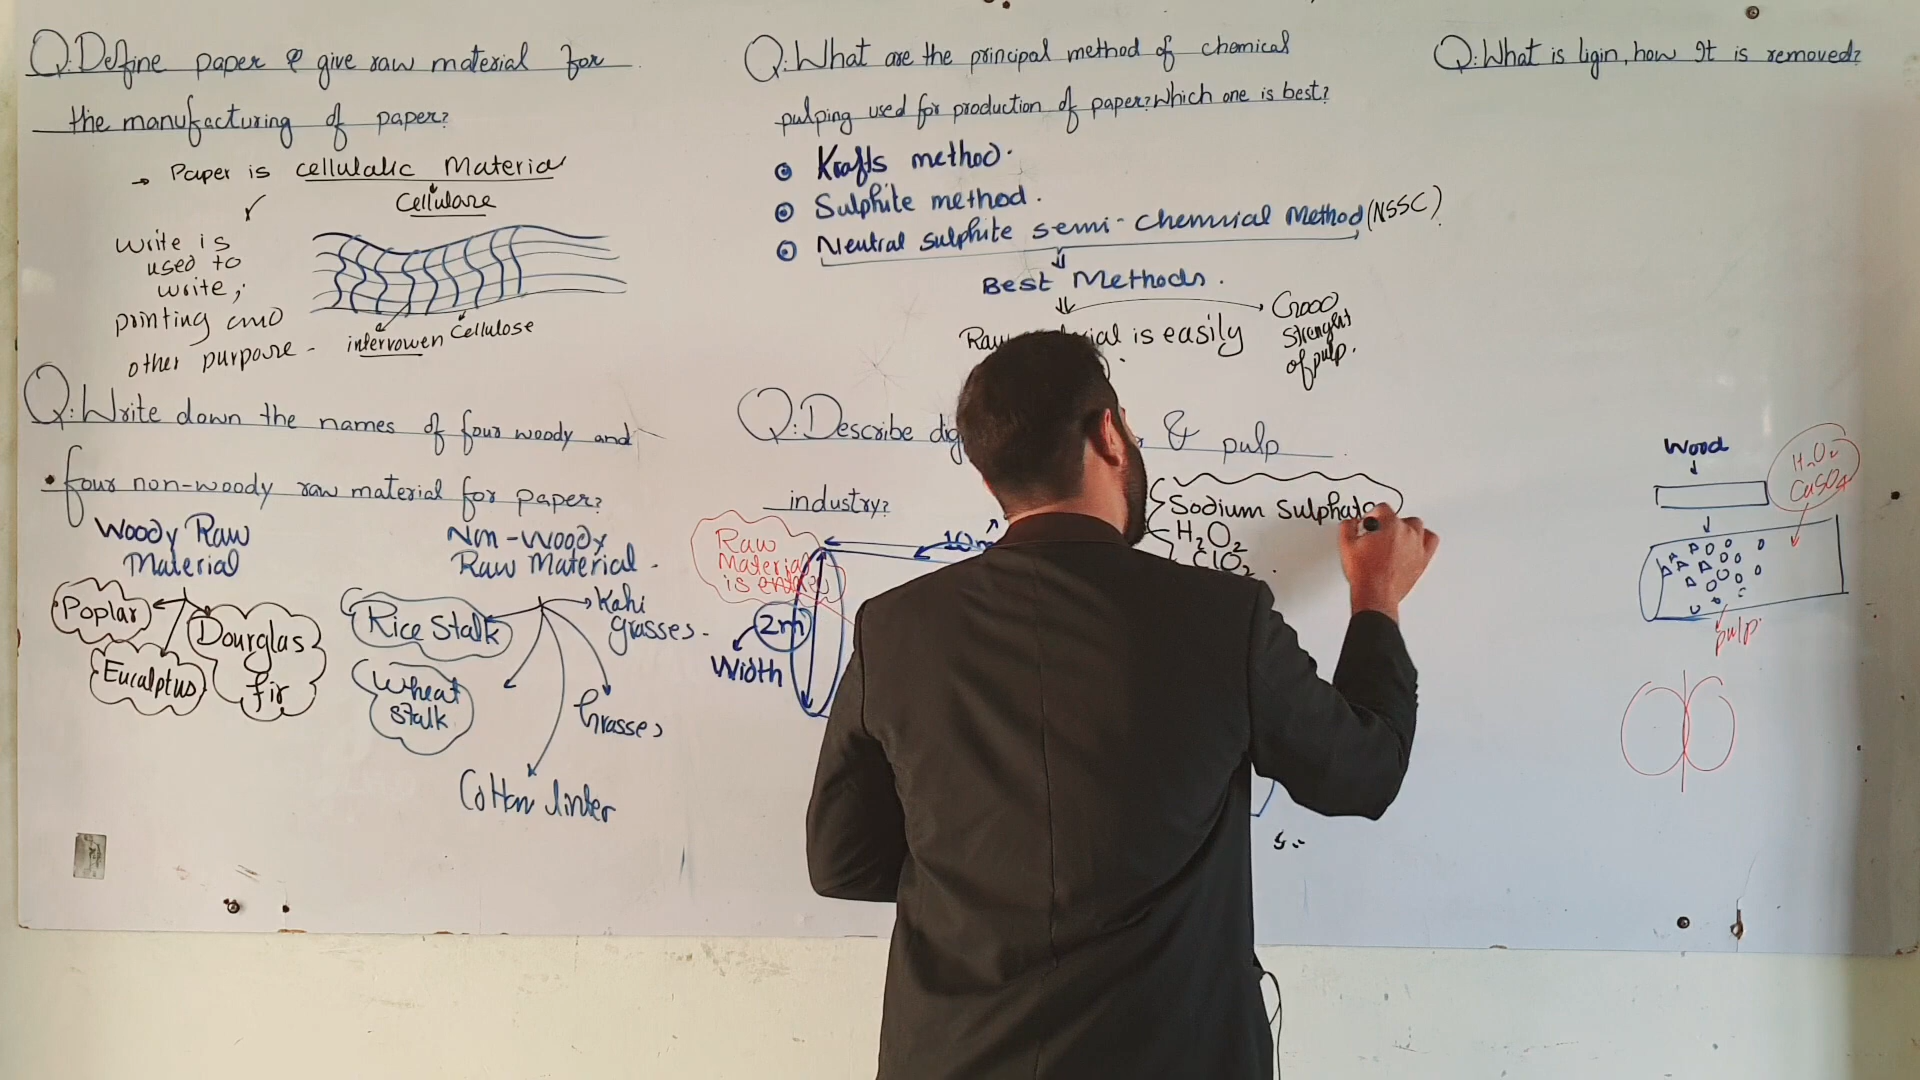 Q: Define paper & give raw material for
the manufacturing of paper?
→ Paper is cellulalic Material
Cellulose
Write is
used to
write,
printing and
other purpose -
interwowen Cellulose
Q: Write down the names of four woody and
four non-woody raw material for paper?
Woody Raw
Material
Poplar
Eucalptus
Dourglas
fir
Non-Woody
Raw Material -
Rice Stalk
Wheat
Stalk
Kahi
grasses -
Grasses
Cotton linter
Q: What are the principal method of chemical
pulping used for production of paper? Which one is best?
Krafts method.
Sulphite method.
Neutral sulphite semi-Chemical Method (NSSC)
Best Methods.
is easily
Good
Strenght
of pulp.
Q: Describe & pulp
industry?
Raw
Material
is
10m
2m
Width
Sodium Sulphate
H2O2
ClO2.
Q: What is ligin, how It is removed?
Wood
H2O2
CaSO4
pulp.